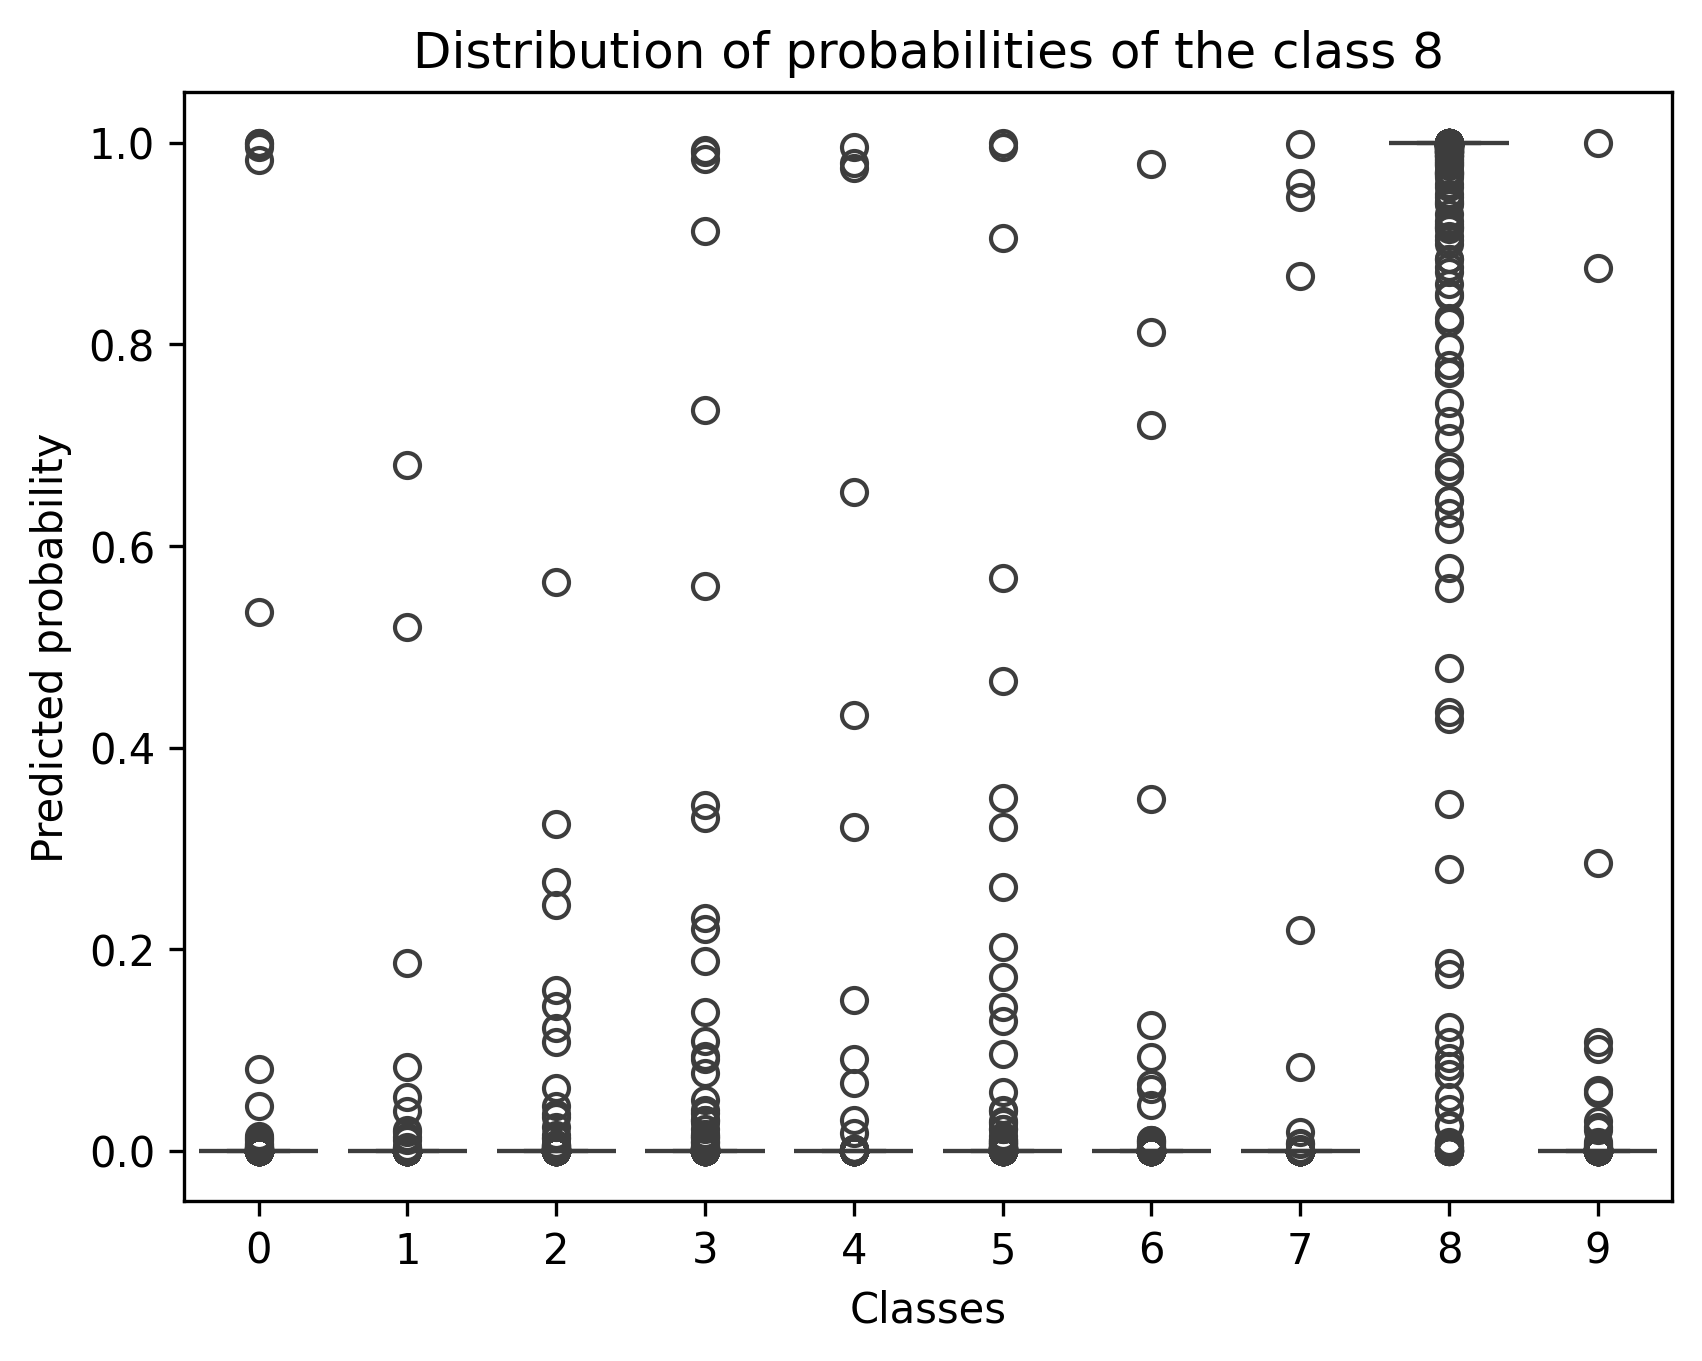 Distribution of probabilities of the class 8
1.0
0.8
0.6
0.4
0.2
0.0
Predicted probability
0 1 2 3 4 5 6 7 8 9
Classes